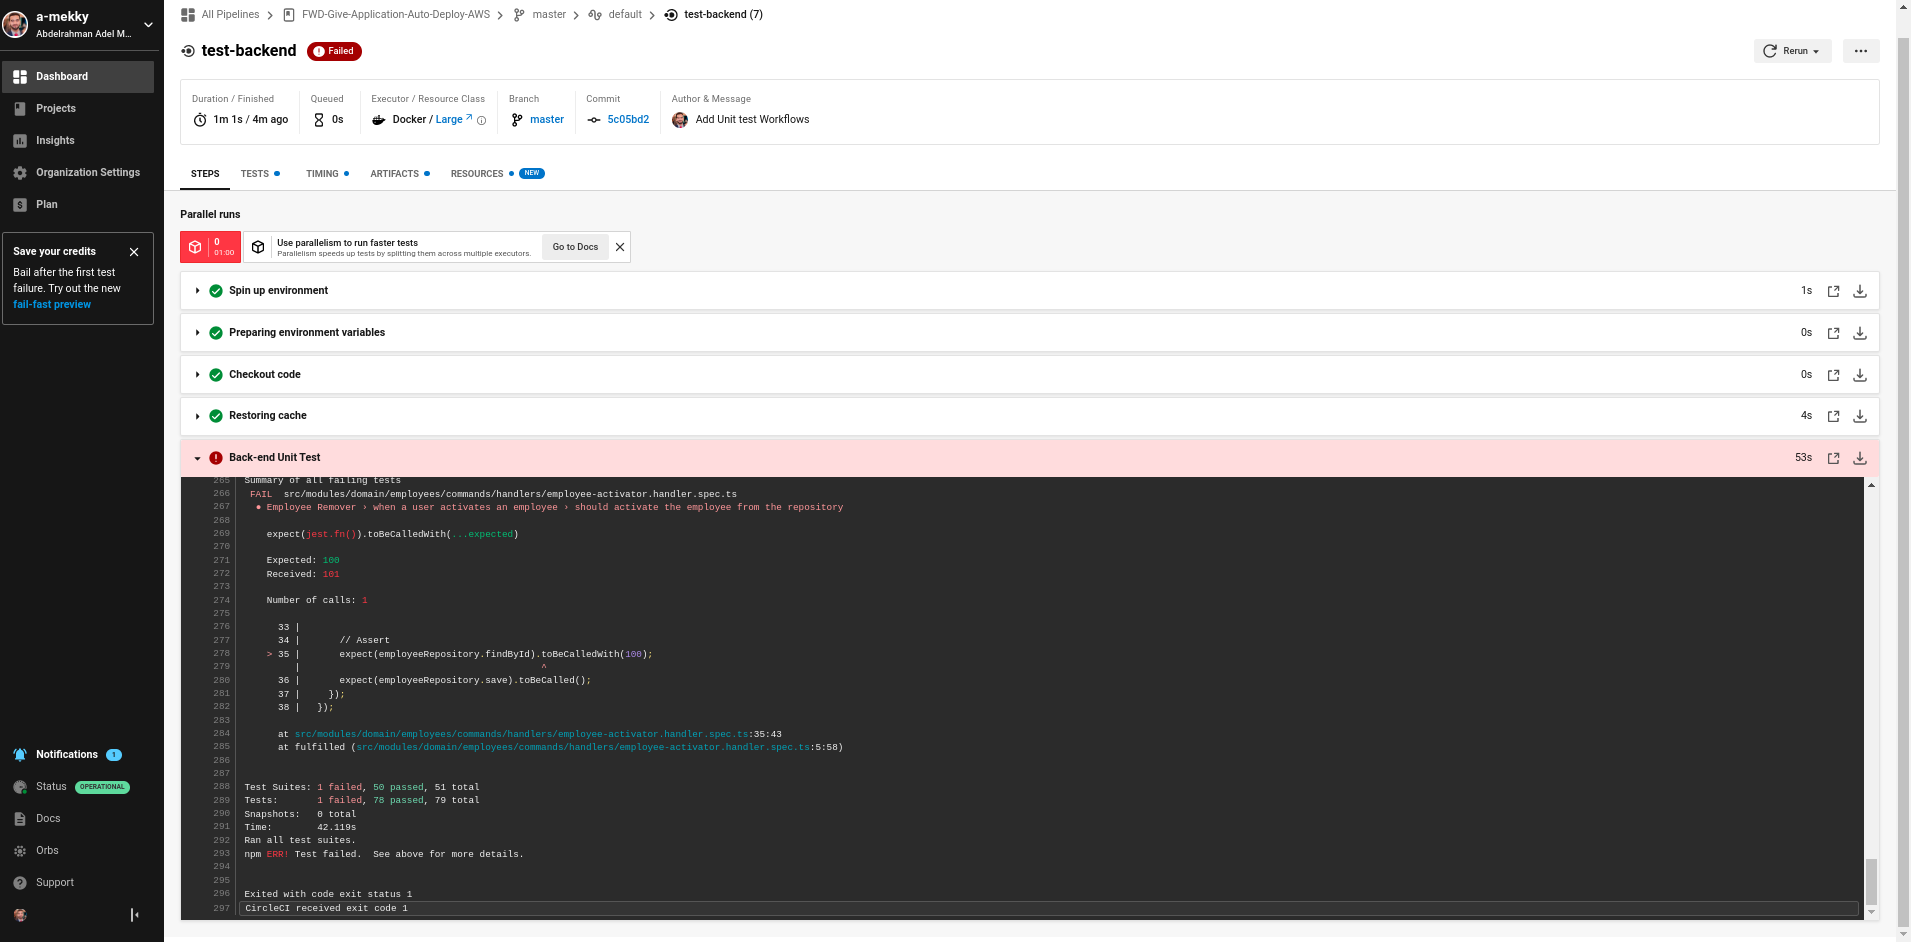 a-mekky
Abdelrahman Adel M...
Dashboard
Projects
Insights
Organization Settings
Plan
Save your credits
Bail after the first test
failure. Try out the new
fail-fast preview
Notifications 1
Status OPERATIONAL
Docs
Orbs
Support
All Pipelines FWD-Give-Application-Auto-Deploy-AWS master default test-backend (7)
test-backend Failed
Rerun
Duration / Finished Queued Executor / Resource Class Branch Commit Author & Message
1m 1s / 4m ago 0s Docker / Large master 5c05bd2 Add Unit test Workflows
STEPS TESTS TIMING ARTIFACTS RESOURCES NEW
Parallel runs
0
01:00
Use parallelism to run faster tests
Parallelism speeds up tests by splitting them across multiple executors.
Go to Docs
Spin up environment 1s
Preparing environment variables 0s
Checkout code 0s
Restoring cache 4s
Back-end Unit Test 53s
265 Summary of all failing tests
266 FAIL src/modules/domain/employees/commands/handlers/employee-activator.handler.spec.ts
267 ● Employee Remover › when a user activates an employee › should activate the employee from the repository
268
269 expect(jest.fn()).toBeCalledWith(...expected)
270
271 Expected: 100
272 Received: 101
273
274 Number of calls: 1
275
276 33 |
277 34 | // Assert
278 > 35 | expect(employeeRepository.findById).toBeCalledWith(100);
279 | ^
280 36 | expect(employeeRepository.save).toBeCalled();
281 37 | });
282 38 | });
283
284 at src/modules/domain/employees/commands/handlers/employee-activator.handler.spec.ts:35:43
285 at fulfilled (src/modules/domain/employees/commands/handlers/employee-activator.handler.spec.ts:5:58)
286
287
288 Test Suites: 1 failed, 50 passed, 51 total
289 Tests: 1 failed, 78 passed, 79 total
290 Snapshots: 0 total
291 Time: 42.119s
292 Ran all test suites.
293 npm ERR! Test failed. See above for more details.
294
295
296 Exited with code exit status 1
297 CircleCI received exit code 1